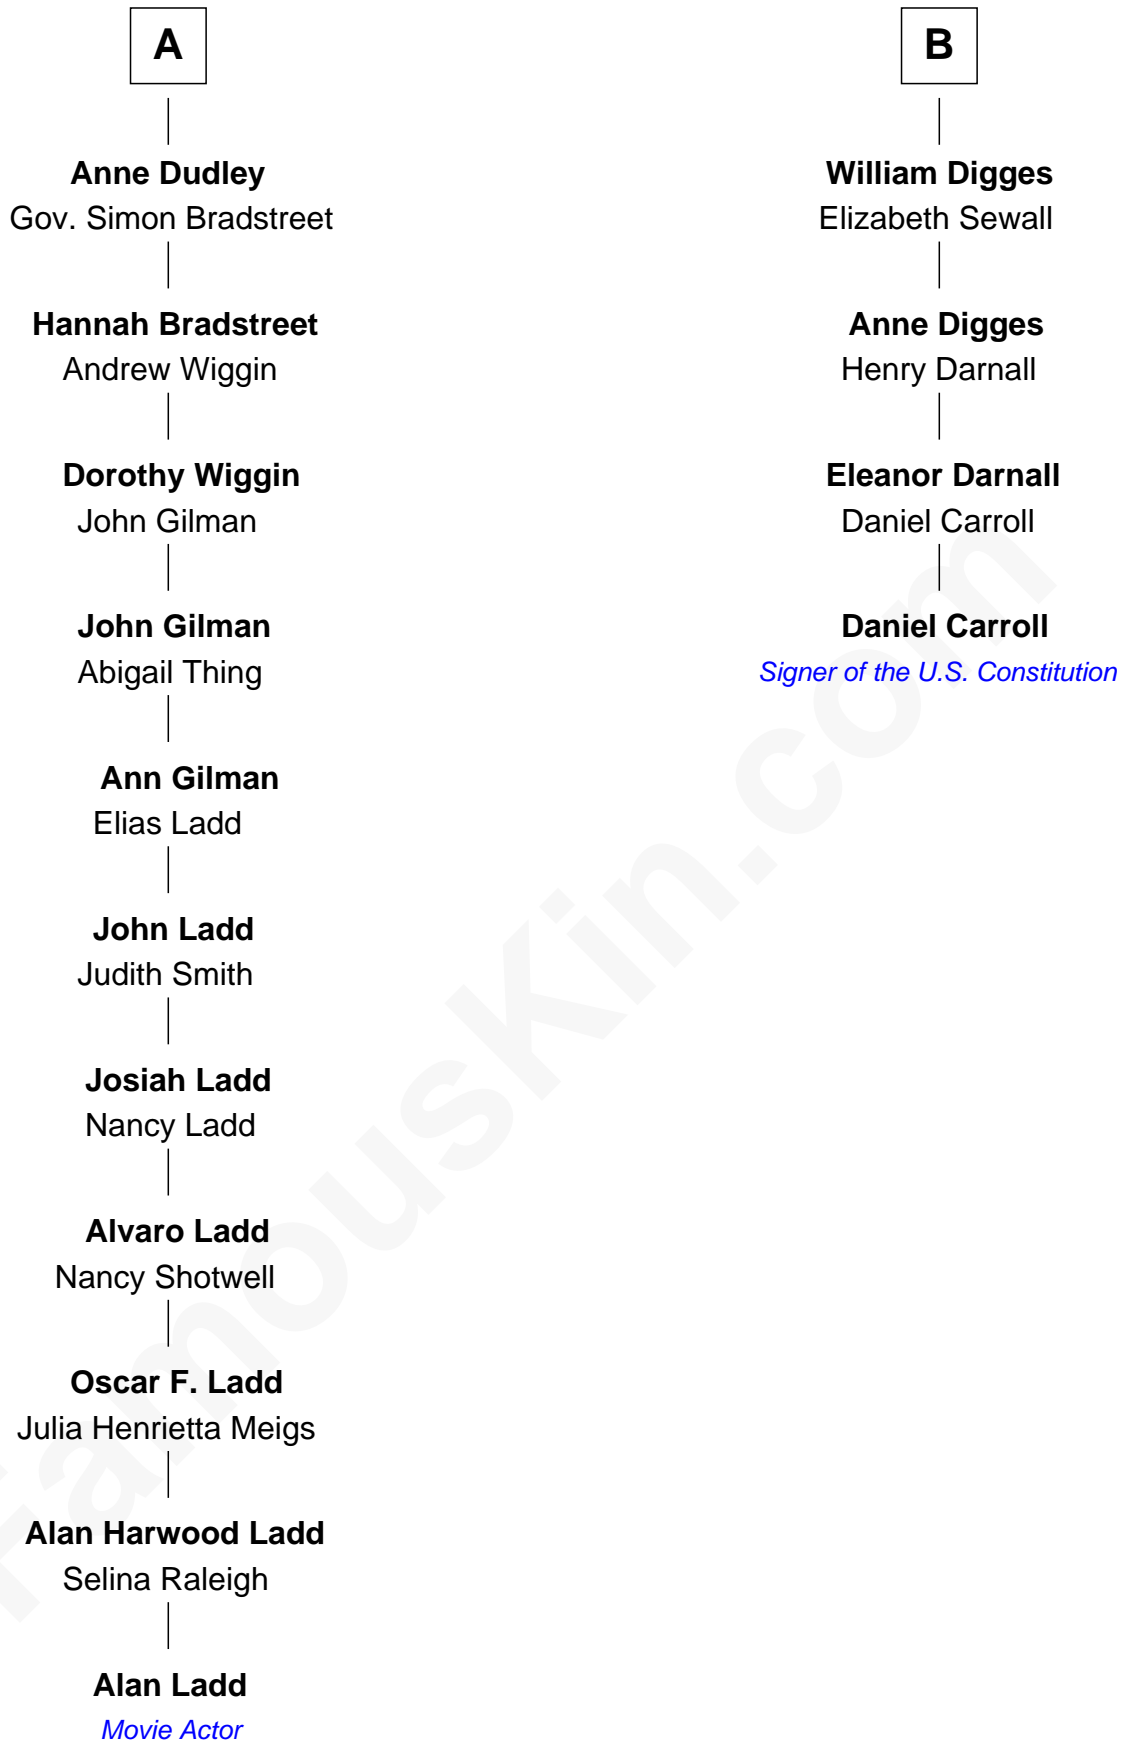 A
Anne Dudley
Gov. Simon Bradstreet
Hannah Bradstreet
Andrew Wiggin
Dorothy Wiggin
John Gilman
John Gilman
Abigail Thing
Ann Gilman
Elias Ladd
John Ladd
Judith Smith
Josiah Ladd
Nancy Ladd
Alvaro Ladd
Nancy Shotwell
Oscar F. Ladd
Julia Henrietta Meigs
Alan Harwood Ladd
Selina Raleigh
Alan Ladd
Movie Actor
B
William Digges
Elizabeth Sewall
Anne Digges
Henry Darnall
Eleanor Darnall
Daniel Carroll
Daniel Carroll
Signer of the U.S. Constitution
FamousKin.com